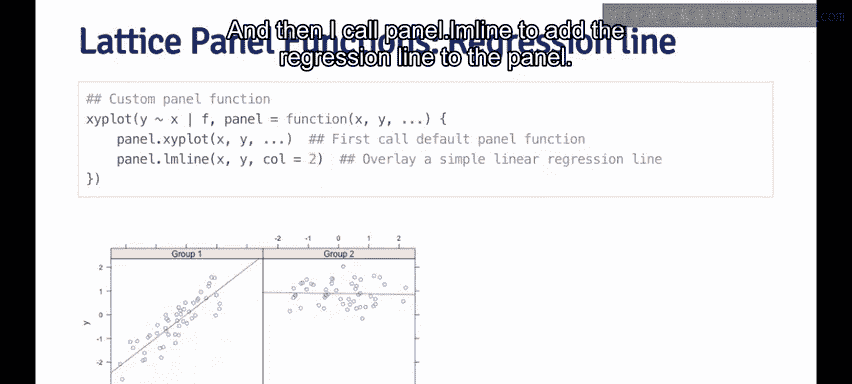 And then I call panel.lmline to add the
regression line to the panel.
Lattice Panel Functions: Regression line
## Custom panel function
xyplot(y ~ x | f, panel = function(x, y, ...) {
panel.xyplot(x, y, ...) ## First call default panel function
panel.lmline(x, y, col = 2) ## Overlay a simple linear regression line
})
-2 -1 0 1 2
Group 1 Group 2
2
1
0
y
-1
-2